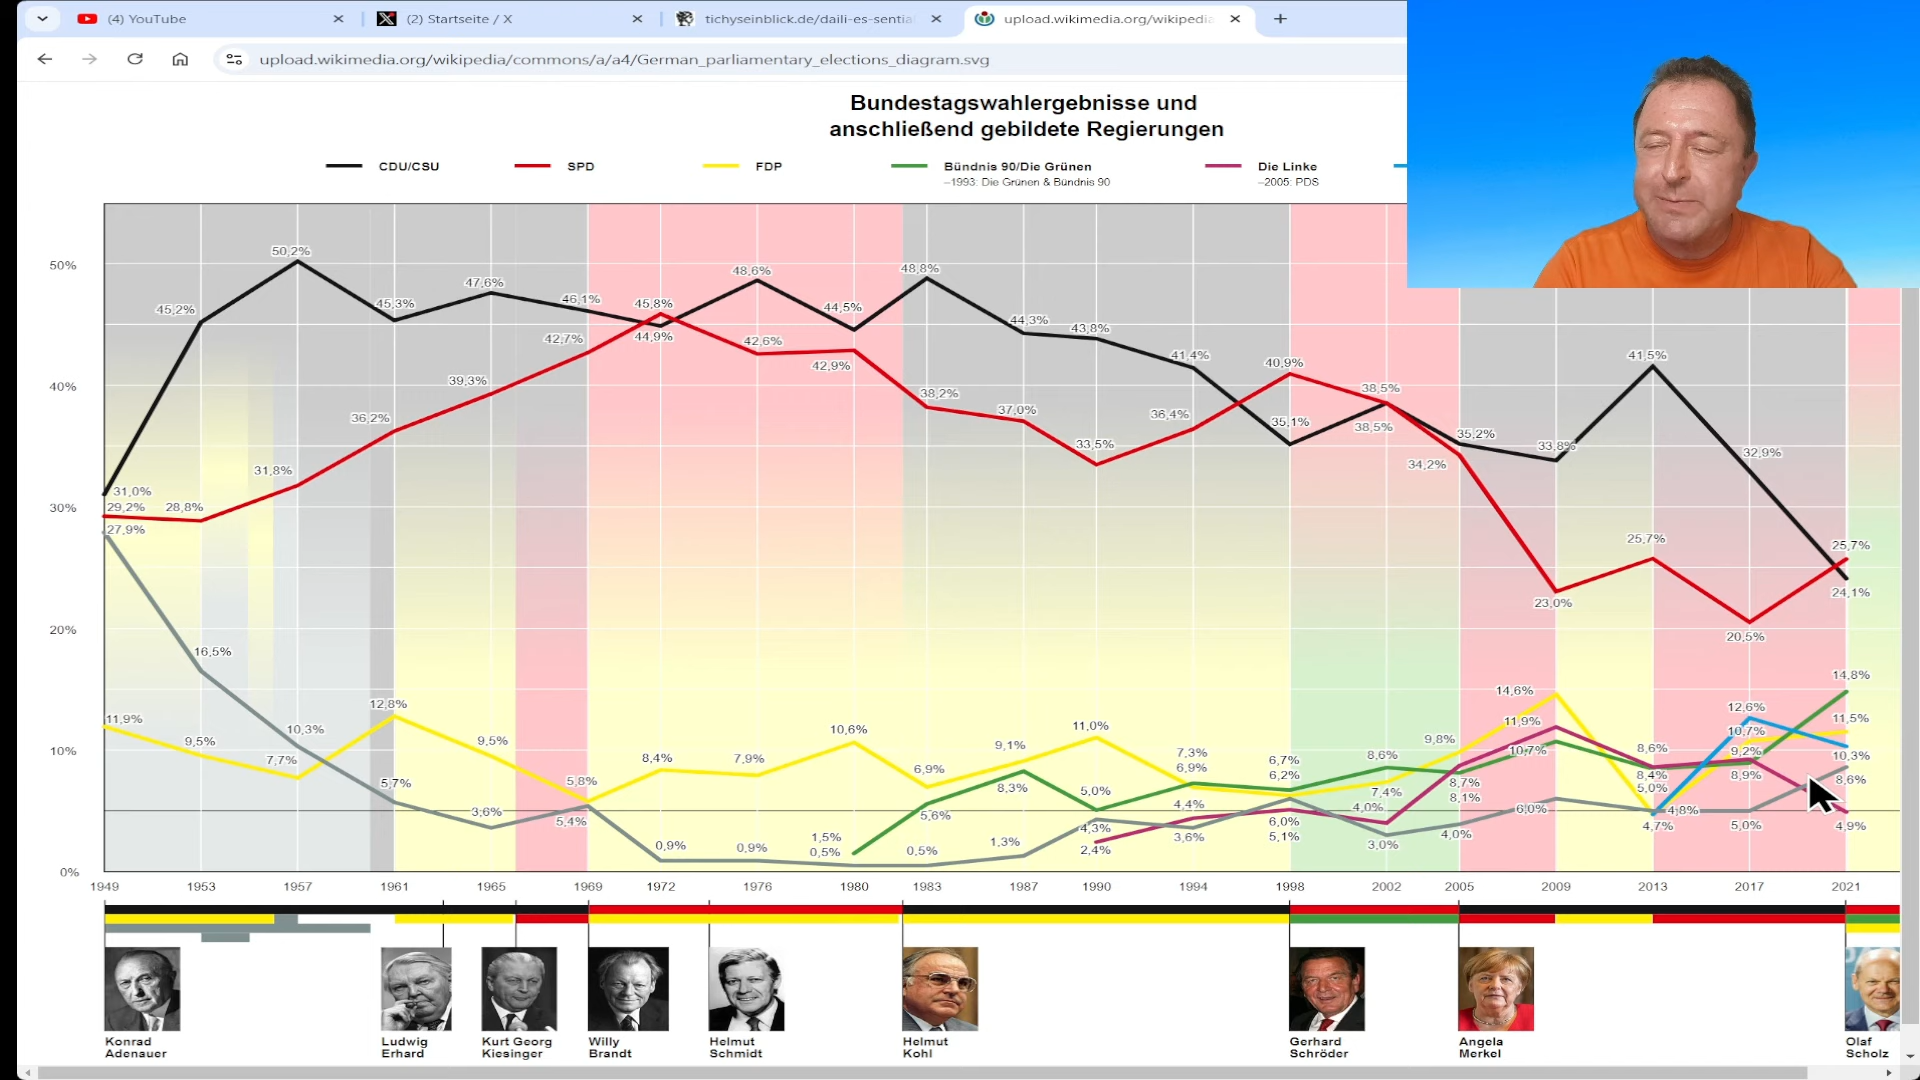 (4) YouTube
(2) Startseite / X
tichyseinblick.de/daili-es-sentia
upload.wikimedia.org/wikipedia
upload.wikimedia.org/wikipedia/commons/a/a4/German_parliamentary_elections_diagram.svg
Bundestagswahlergebnisse und
anschließend gebildete Regierungen
CDU/CSU SPD FDP Bündnis 90/Die Grünen Die Linke
–1993: Die Grünen & Bündnis 90 –2005: PDS
50%
40%
30%
20%
10%
0%
31,0% 45,2% 50,2% 45,3% 47,6% 46,1% 44,9% 48,6% 44,5% 48,8% 44,3% 43,8% 41,4% 35,1% 38,5% 35,2% 33,8% 41,5% 32,9% 24,1%
29,2% 28,8% 31,8% 36,2% 39,3% 42,7% 45,8% 42,6% 42,9% 38,2% 37,0% 33,5% 36,4% 40,9% 38,5% 34,2% 23,0% 25,7% 20,5% 25,7%
11,9% 9,5% 7,7% 12,8% 9,5% 5,8% 8,4% 7,9% 10,6% 6,9% 9,1% 11,0% 6,9% 6,2% 7,4% 9,8% 14,6% 4,8% 10,7% 11,5%
27,9% 16,5% 10,3% 5,7% 3,6% 5,4% 0,9% 0,9% 0,5% 0,5% 1,3% 4,3% 3,6% 6,0% 3,0% 4,0% 6,0% 5,0% 5,0% 8,6%
1,5% 5,6% 8,3% 5,0% 7,3% 6,7% 8,6% 8,1% 10,7% 8,4% 8,9% 14,8%
2,4% 4,4% 5,1% 4,0% 8,7% 11,9% 8,6% 9,2% 4,9%
4,7% 12,6% 10,3%
1949 1953 1957 1961 1965 1969 1972 1976 1980 1983 1987 1990 1994 1998 2002 2005 2009 2013 2017 2021
Konrad
Adenauer
Ludwig
Erhard
Kurt Georg
Kiesinger
Willy
Brandt
Helmut
Schmidt
Helmut
Kohl
Gerhard
Schröder
Angela
Merkel
Olaf
Scholz